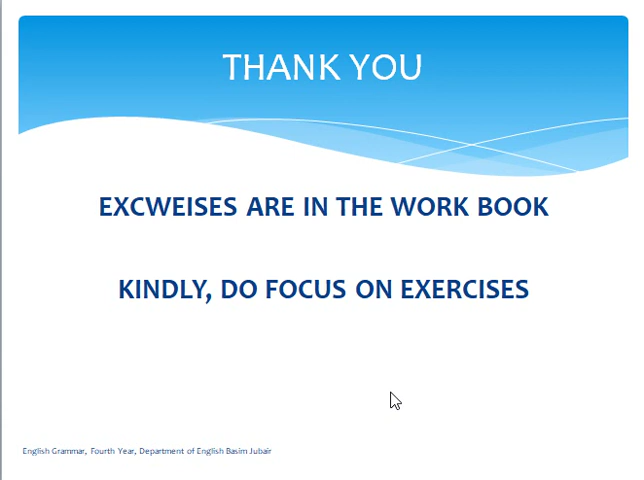 THANK YOU
EXCWEISES ARE IN THE WORK BOOK
KINDLY, DO FOCUS ON EXERCISES
English Grammar, Fourth Year, Department of English Basim Jubair